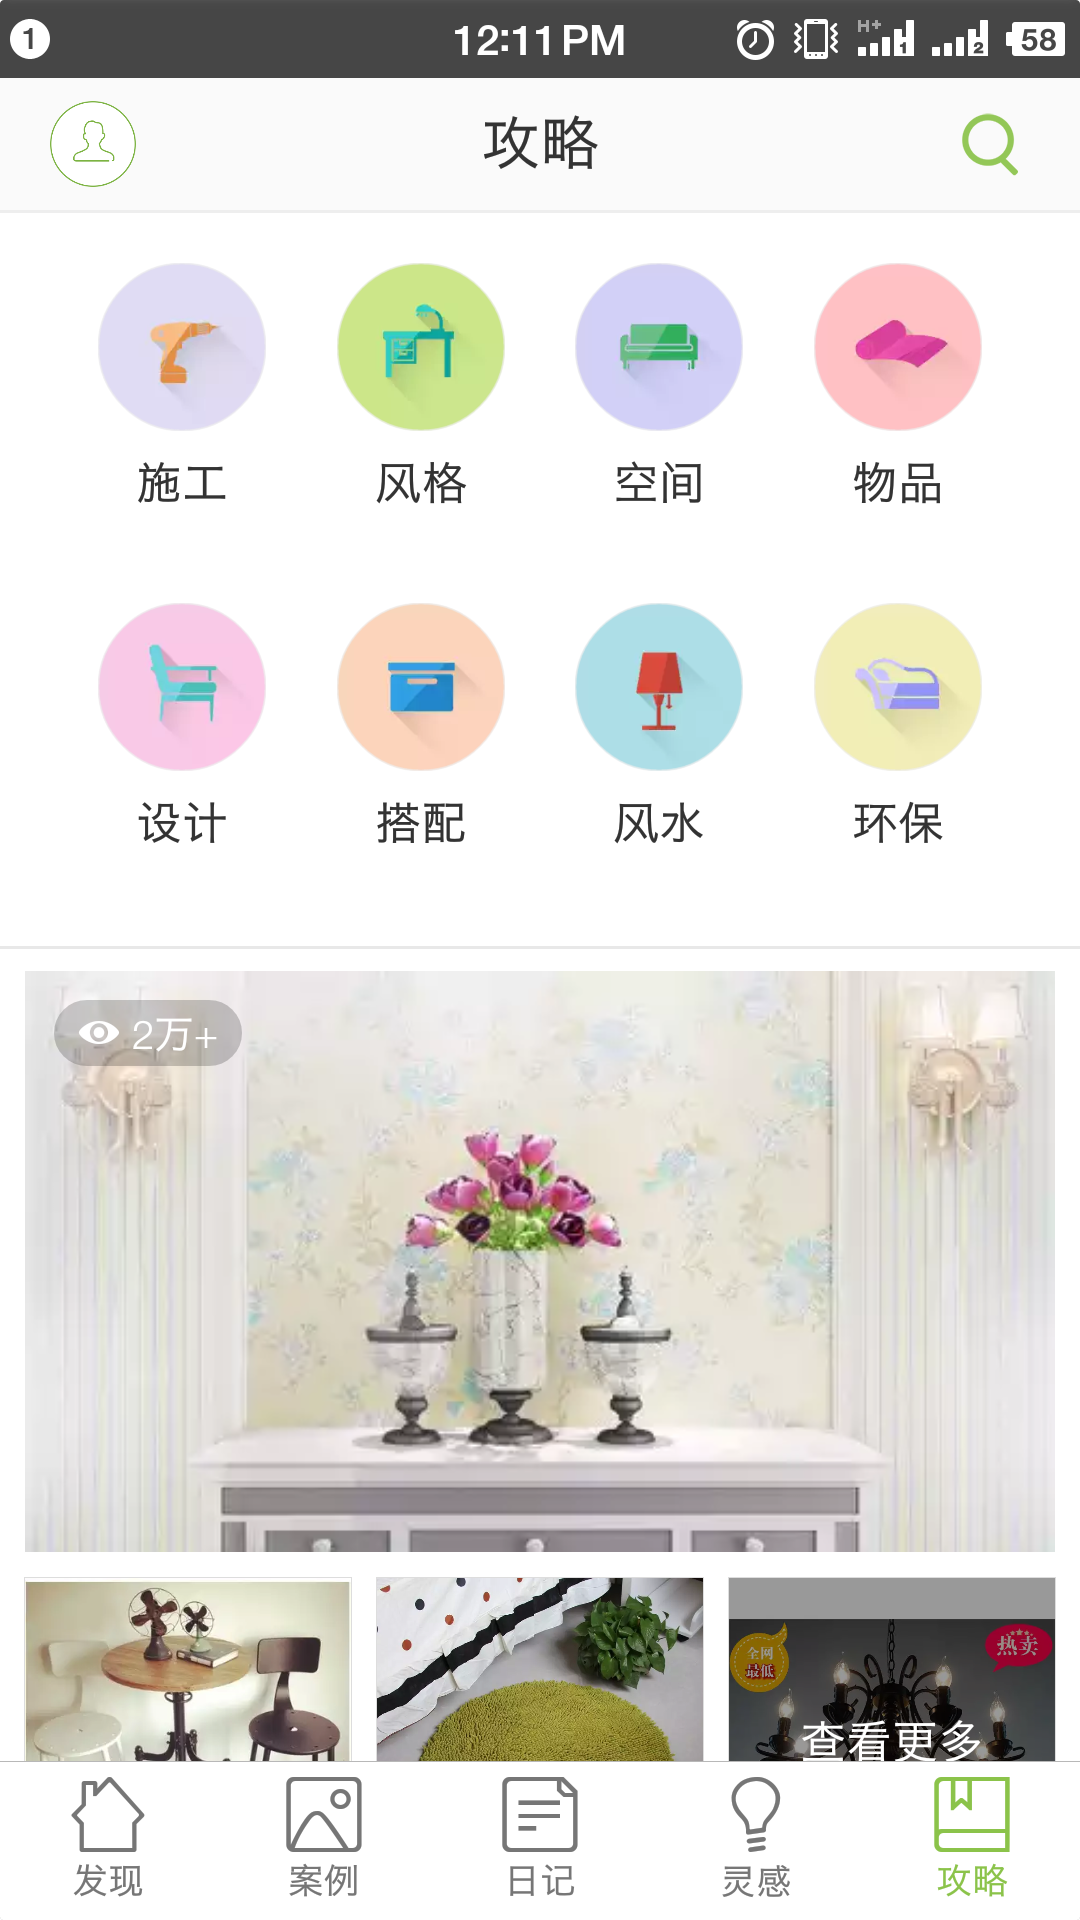 1
12:11 PM
H+
1
2
58
攻略
施工
风格
空间
物品
设计
搭配
风水
环保
2万+
全网
最低
热卖
查看更多
发现
案例
日记
灵感
攻略